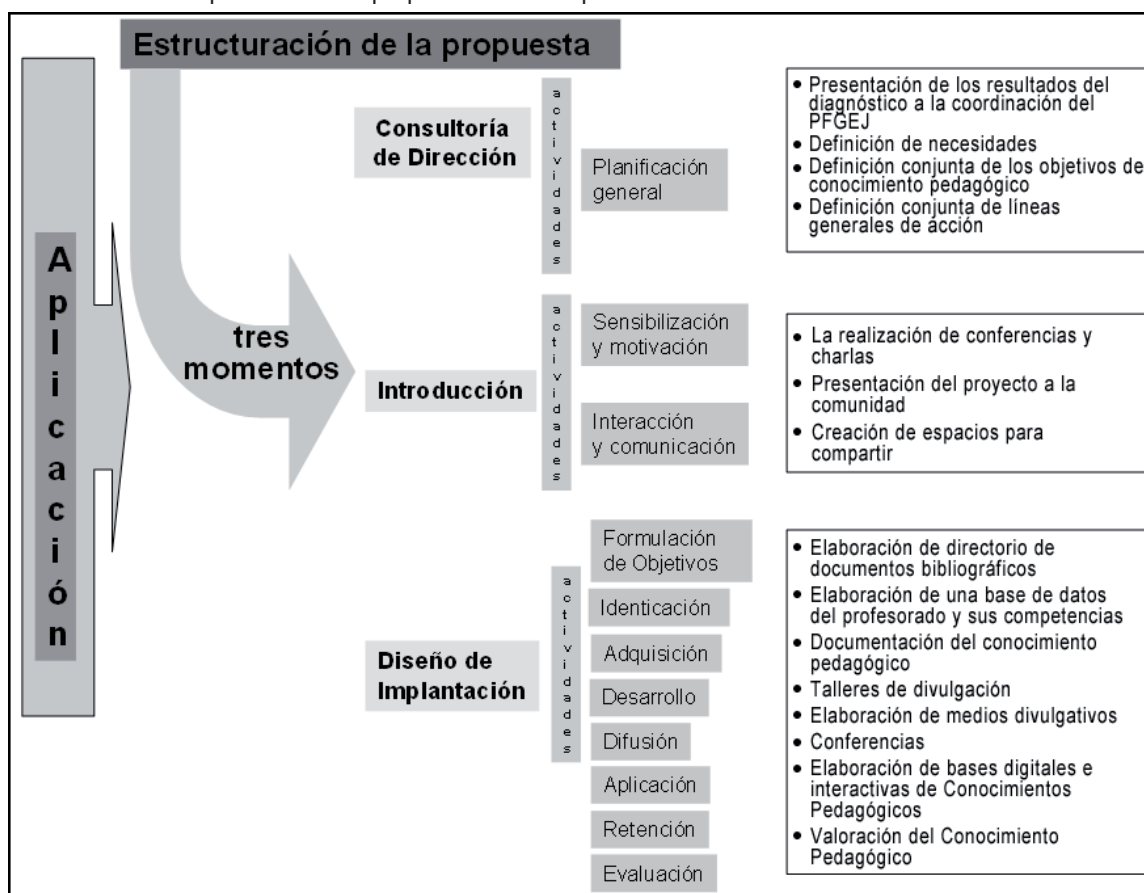 Estructuración de la propuesta
Aplicación
tres
momentos
Consultoría
de Dirección
actividades
Planificación
general
• Presentación de los resultados del
diagnóstico a la coordinación del
PFGEJ
• Definición de necesidades
• Definición conjunta de los objetivos de
conocimiento pedagógico
• Definición conjunta de líneas
generales de acción
Introducción
actividades
Sensibilización
y motivación
Interacción
y comunicación
• La realización de conferencias y
charlas
• Presentación del proyecto a la
comunidad
• Creación de espacios para
compartir
Diseño de
Implantación
actividades
Formulación
de Objetivos
Identicación
Adquisición
Desarrollo
Difusión
Aplicación
Retención
Evaluación
• Elaboración de directorio de
documentos bibliográficos
• Elaboración de una base de datos
del profesorado y sus competencias
• Documentación del conocimiento
pedagógico
• Talleres de divulgación
• Elaboración de medios divulgativos
• Conferencias
• Elaboración de bases digitales e
interactivas de Conocimientos
Pedagógicos
• Valoración del Conocimiento
Pedagógico